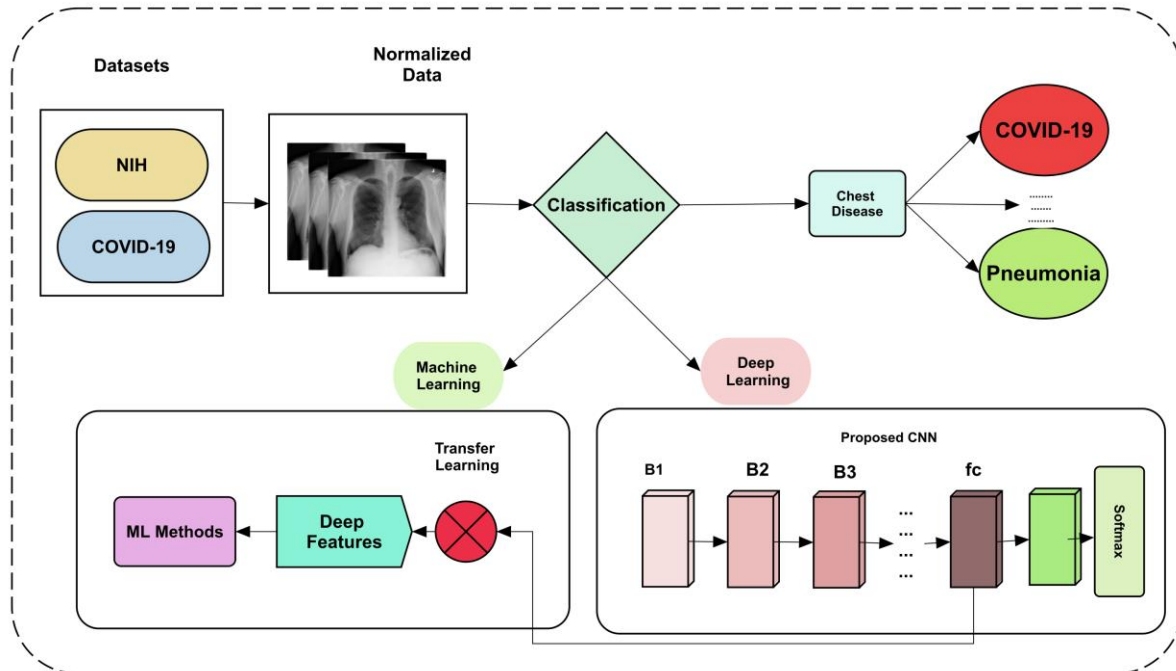 Datasets
Normalized
Data
NIH
COVID-19
Classification
Chest
Disease
COVID-19
........
.......
.........
Pneumonia
Machine
Learning
Deep
Learning
Transfer
Learning
ML Methods
Deep
Features
Proposed CNN
B1
B2
B3
...
...
...
...
fc
Softmax